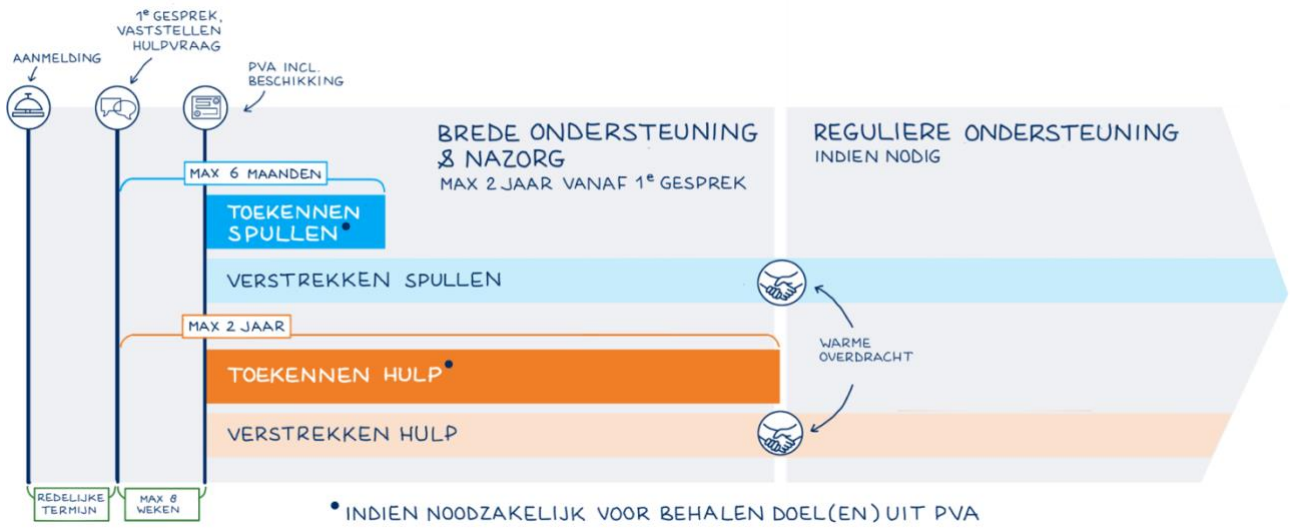 AANMELDING
1e GESPREK,
VASTSTELLEN
HULPVRAAG
PVA INCL.
BESCHIKKING
BREDE ONDERSTEUNING
& NAZORG
MAX 2 JAAR VANAF 1e GESPREK
REGULIERE ONDERSTEUNING
INDIEN NODIG
MAX 6 MAANDEN
TOEKENNEN
SPULLEN•
VERSTREKKEN SPULLEN
MAX 2 JAAR
TOEKENNEN HULP•
VERSTREKKEN HULP
WARME
OVERDRACHT
REDELIJKE
TERMIJN
MAX 8
WEKEN
• INDIEN NOODZAKELIJK VOOR BEHALEN DOEL(EN) UIT PVA